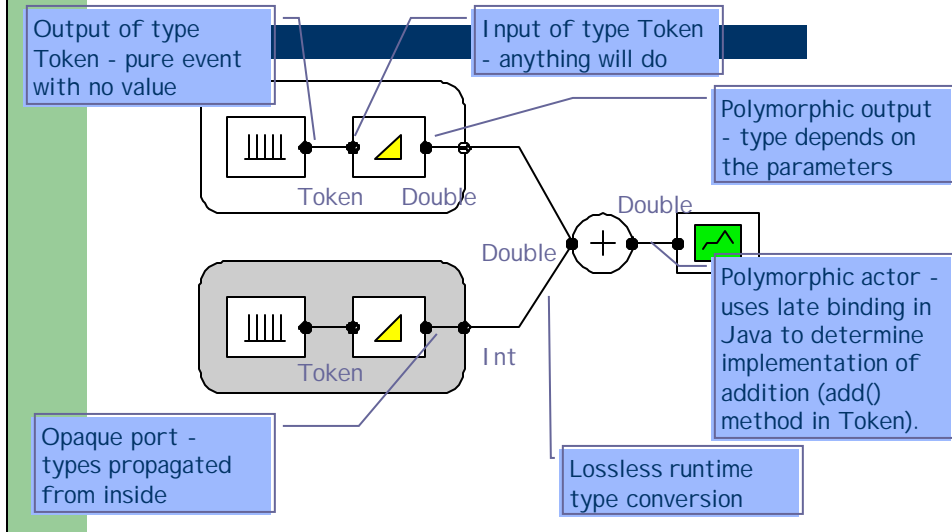 Output of type
Token - pure event
with no value
Input of type Token
- anything will do
Polymorphic output
- type depends on
the parameters
Token
Double
Double
Double
Polymorphic actor -
uses late binding in
Java to determine
implementation of
addition (add()
method in Token).
Int
Token
Opaque port -
types propagated
from inside
Lossless runtime
type conversion